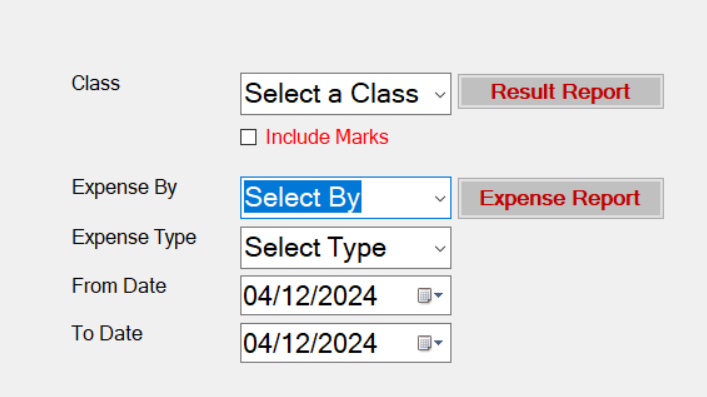 Class Select a Class Result Report
Include Marks
Expense By Select By Expense Report
Expense Type Select Type
From Date 04/12/2024
To Date 04/12/2024